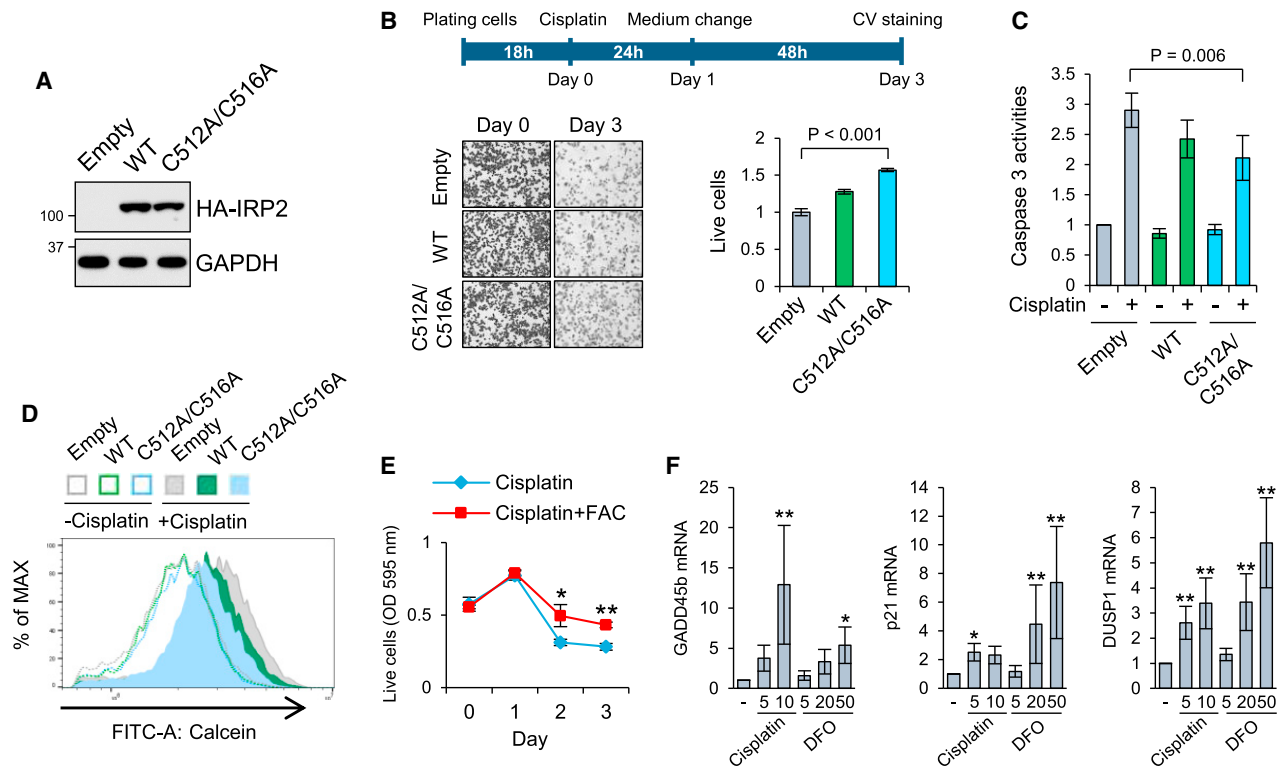 A
Empty
WT
C512A/C516A
100
HA-IRP2
37
GAPDH
B
Plating cells Cisplatin Medium change CV staining
18h 24h 48h
Day 0 Day 1 Day 3
Day 0 Day 3
Empty
WT
C512A/
C516A
Live cells
2
1.5
1
0.5
0
P < 0.001
Empty
WT
C512A/C516A
C
P = 0.006
Caspase 3 activities
3.5
3
2.5
2
1.5
1
0.5
0
Cisplatin - + - + - +
Empty
WT
C512A/
C516A
D
Empty
WT
C512A/C516A
Empty
WT
C512A/C516A
-Cisplatin +Cisplatin
% of MAX
100
80
60
40
20
0
FITC-A: Calcein
E
Cisplatin
Cisplatin+FAC
Live cells (OD 595 nm)
1
0.5
0
* **
0 1 2 3
Day
F
GADD45b mRNA
25
20
15
10
5
0
** *
- 5 10 5 20 50
Cisplatin DFO
p21 mRNA
14
12
10
8
6
4
2
0
* ** **
- 5 10 5 20 50
Cisplatin DFO
DUSP1 mRNA
8
7
6
5
4
3
2
1
0
** ** ** **
- 5 10 5 20 50
Cisplatin DFO